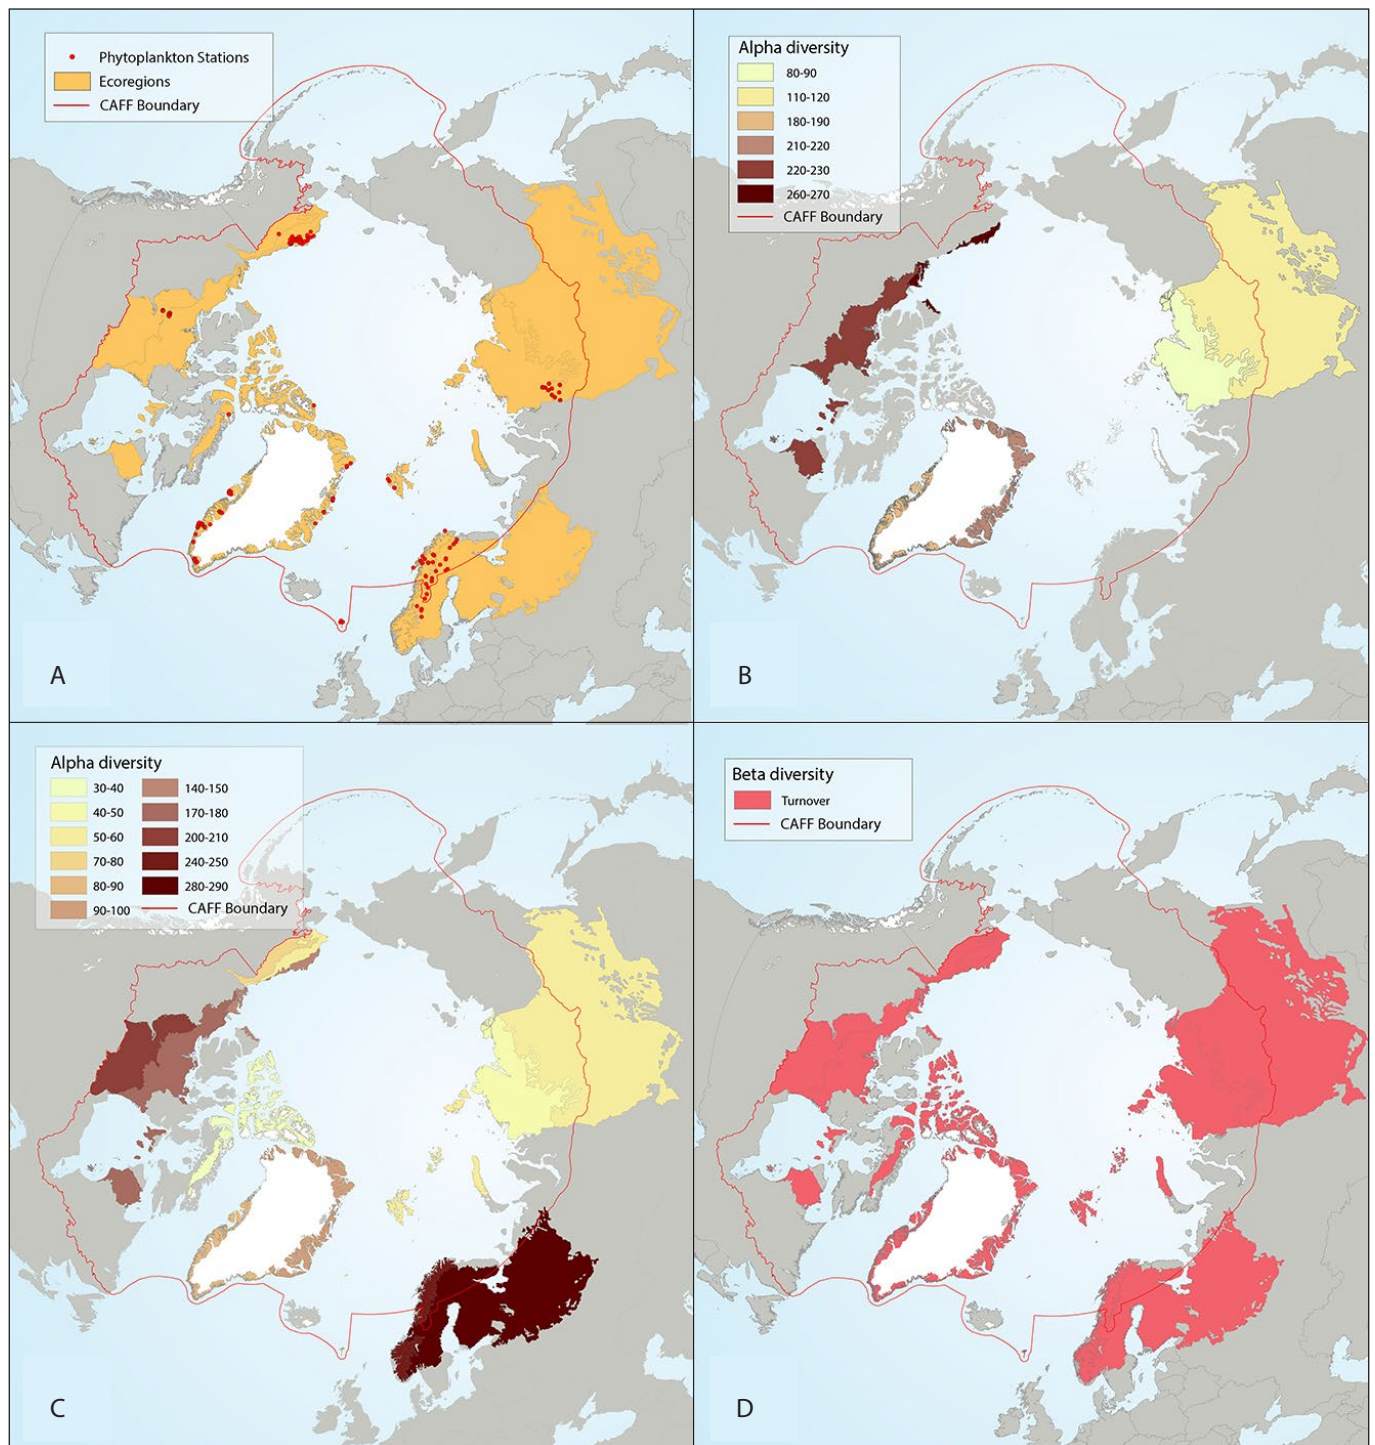 Phytoplankton Stations
Ecoregions
CAFF Boundary
A
Alpha diversity
80-90
110-120
180-190
210-220
220-230
260-270
CAFF Boundary
B
Alpha diversity
30-40 140-150
40-50 170-180
50-60 200-210
70-80 240-250
80-90 280-290
90-100 CAFF Boundary
C
Beta diversity
Turnover
CAFF Boundary
D